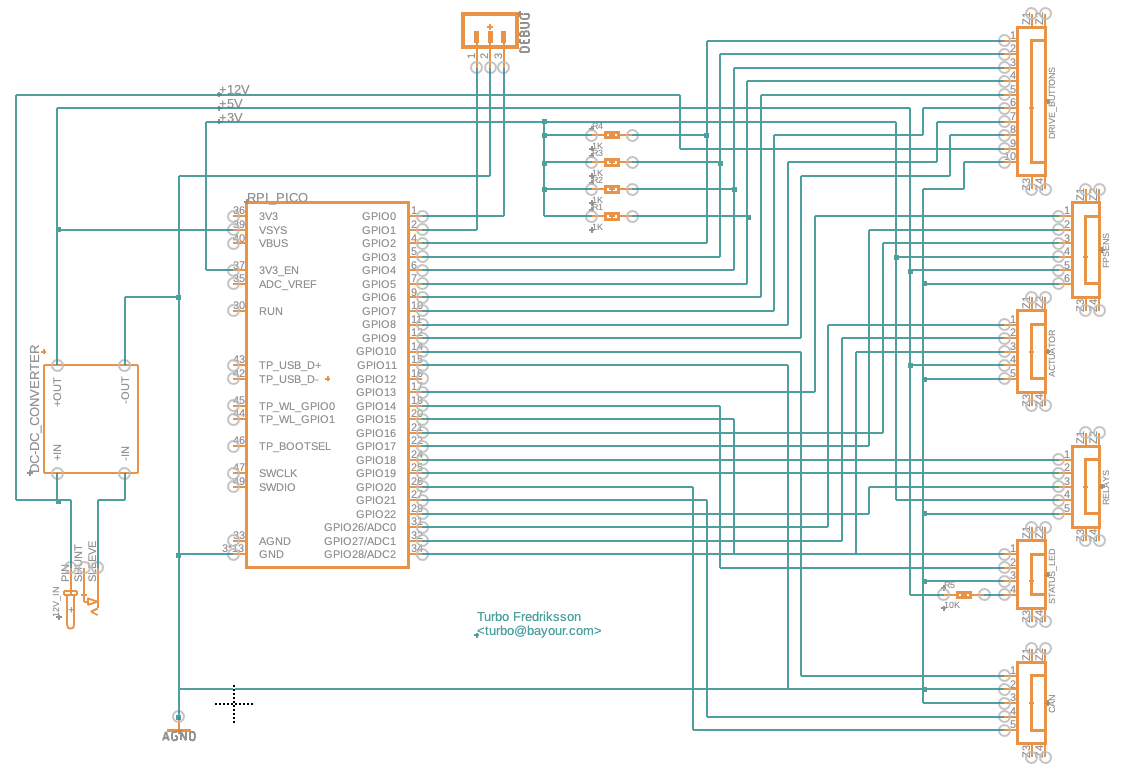 DEBUG
1 2 3
+12V
+5V
+3V
R4
1K
R3
1K
R2
1K
R1
1K
Z1 Z2
1
2
3
4
5
6
7
8
9
10
DRIVE_BUTTONS
Z3 Z4
RPI_PICO
36 3V3 GPIO0 1
39 VSYS GPIO1 2
40 VBUS GPIO2 4
GPIO3 5
37 3V3_EN GPIO4 6
35 ADC_VREF GPIO5 7
GPIO6 9
30 RUN GPIO7 10
GPIO8 11
GPIO9 12
GPIO10 14
43 TP_USB_D+ GPIO11 15
42 TP_USB_D- GPIO12 16
GPIO13 17
45 TP_WL_GPIO0 GPIO14 19
44 TP_WL_GPIO1 GPIO15 20
GPIO16 21
46 TP_BOOTSEL GPIO17 22
GPIO18 24
47 SWCLK GPIO19 25
49 SWDIO GPIO20 26
GPIO21 27
GPIO22 29
GPIO26/ADC0 31
33 AGND GPIO27/ADC1 32
GND GPIO28/ADC2 34
Z1 Z2
1
2
3
4
5
6
FPSENS
Z3 Z4
Z1 Z2
1
2
3
4
5
ACTUATOR
Z3 Z4
DC-DC_CONVERTER
+OUT -OUT
+IN -IN
PIN
SHUNT
SLEEVE
12V_IN
Z1 Z2
1
2
3
4
5
RELAYS
Z3 Z4
Z1 Z2
1
2
3
4
STATUS_LED
Z3 Z4
R5
10K
Turbo Fredriksson
<turbo@bayour.com>
Z1 Z2
1
2
3
4
5
CAN
Z3 Z4
AGND